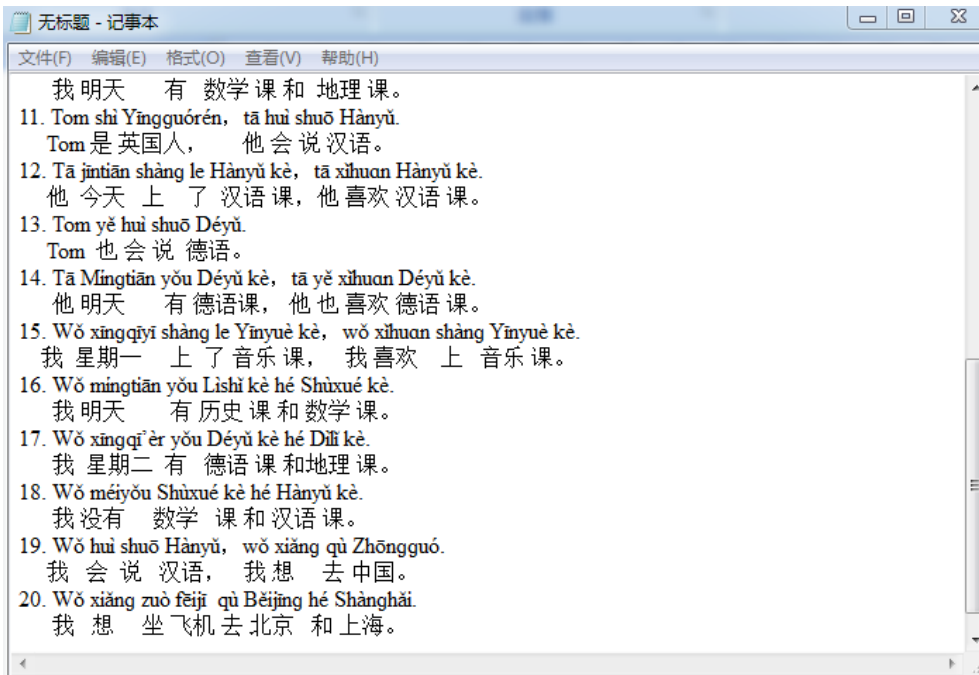 无标题 - 记事本
文件(F) 编辑(E) 格式(O) 查看(V) 帮助(H)
我 明天 有 数学 课 和 地理 课。
11. Tom shì Yīngguórén，tā huì shuō Hànyǔ.
Tom 是 英国 人， 他 会 说 汉语。
12. Tā jīntiān shàng le Hànyǔ kè，tā xǐhuɑn Hànyǔ kè.
他 今天 上 了 汉语 课，他 喜欢 汉语 课。
13. Tom yě huì shuō Déyǔ.
Tom 也 会 说 德语。
14. Tā Míngtiān yǒu Déyǔ kè，tā yě xǐhuɑn Déyǔ kè.
他 明天 有 德语课，他 也 喜欢 德语 课。
15. Wǒ xīngqīyī shàng le Yīnyuè kè，wǒ xǐhuɑn shàng Yīnyuè kè.
我 星期一 上 了 音乐 课， 我 喜欢 上 音乐 课。
16. Wǒ míngtiān yǒu Lìshǐ kè hé Shùxué kè.
我 明天 有 历史 课 和 数学 课。
17. Wǒ xīngqī’èr yǒu Déyǔ kè hé Dìlǐ kè.
我 星期二 有 德语 课 和地理 课。
18. Wǒ méiyǒu Shùxué kè hé Hànyǔ kè.
我 没有 数学 课 和 汉语 课。
19. Wǒ huì shuō Hànyǔ，wǒ xiǎng qù Zhōngguó.
我 会 说 汉语， 我 想 去 中国。
20. Wǒ xiǎng zuò fēijī qù Běijīng hé Shànghǎi.
我 想 坐 飞机 去 北京 和 上海。